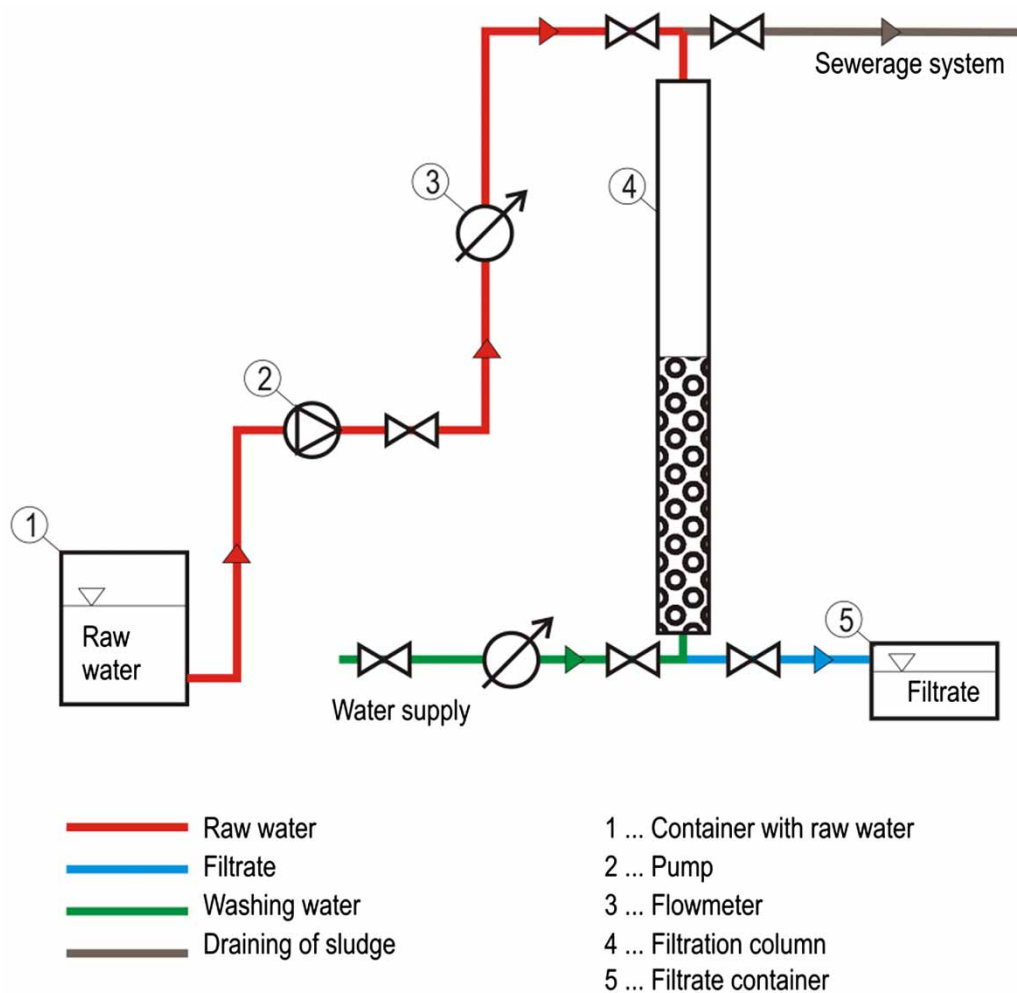 Sewerage system
3
4
2
1
Raw
water
5
Filtrate
Water supply
Raw water
Filtrate
Washing water
Draining of sludge
1 ... Container with raw water
2 ... Pump
3 ... Flowmeter
4 ... Filtration column
5 ... Filtrate container